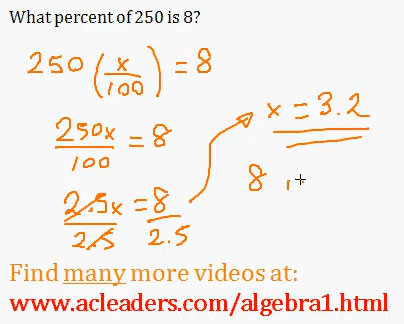 What percent of 250 is 8?
250 (x/100) = 8
250x/100 = 8
2.5x/2.5 = 8/2.5
x = 3.2
8 ,
Find many more videos at:
www.acleaders.com/algebra1.html